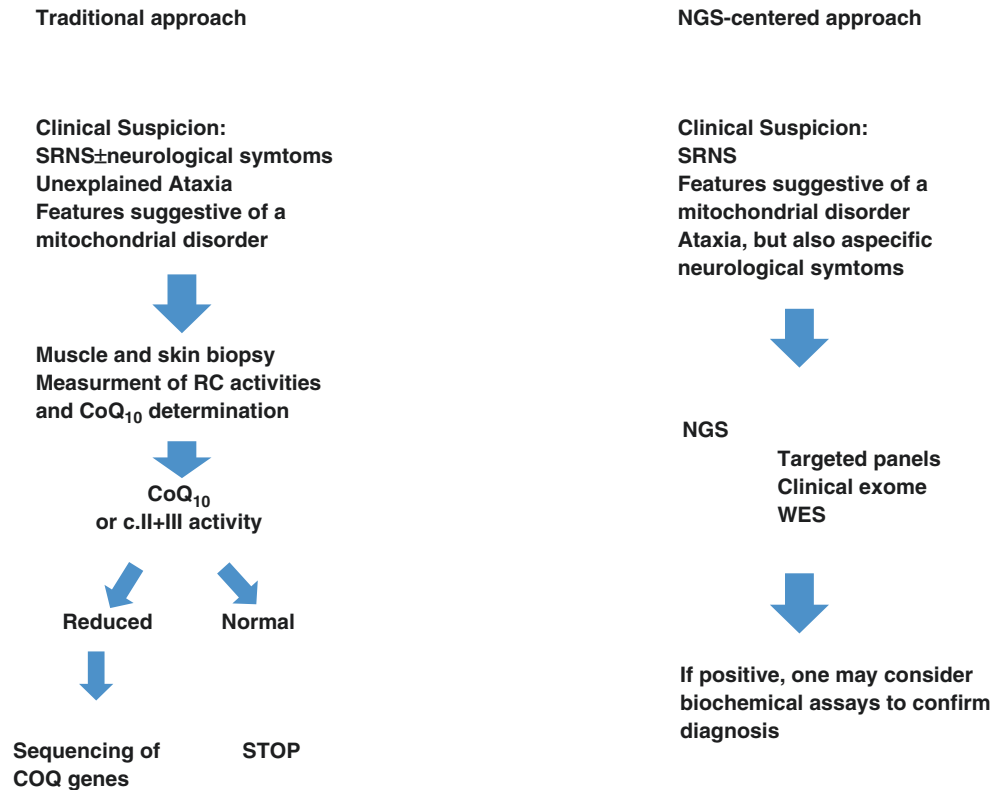 Traditional approach
Clinical Suspicion:
SRNS±neurological symtoms
Unexplained Ataxia
Features suggestive of a
mitochondrial disorder
Muscle and skin biopsy
Measurment of RC activities
and CoQ10 determination
CoQ10
or c.II+III activity
Reduced
Normal
Sequencing of
COQ genes
STOP
NGS-centered approach
Clinical Suspicion:
SRNS
Features suggestive of a
mitochondrial disorder
Ataxia, but also aspecific
neurological symtoms
NGS
Targeted panels
Clinical exome
WES
If positive, one may consider
biochemical assays to confirm
diagnosis